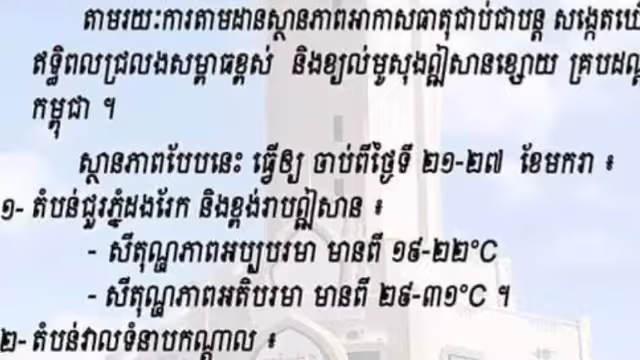 តាមរយៈការតាមដានស្ថានភាពអាកាសធាតុជាប់ជាបន្ត សង្កេតឃើ
ឥទ្ធិពលជ្រលងសម្ពាធខ្ពស់ និងខ្យល់មូសុងឦសានខ្សោយ គ្របដណ្ដ
កម្ពុជា ។
ស្ថានភាពបែបនេះ ធ្វើឲ្យ ចាប់ពីថ្ងៃទី ២១-២៧ ខែមករា ៖
១- តំបន់ជួរភ្នំដងរែក និងខ្ពង់រាបឦសាន ៖
- សីតុណ្ហភាពអប្បបរមា មានពី ១៩-២២°C
- សីតុណ្ហភាពអតិបរមា មានពី ២៩-៣១°C ។
២- តំបន់វាលទំនាបកណ្ដាល ៖